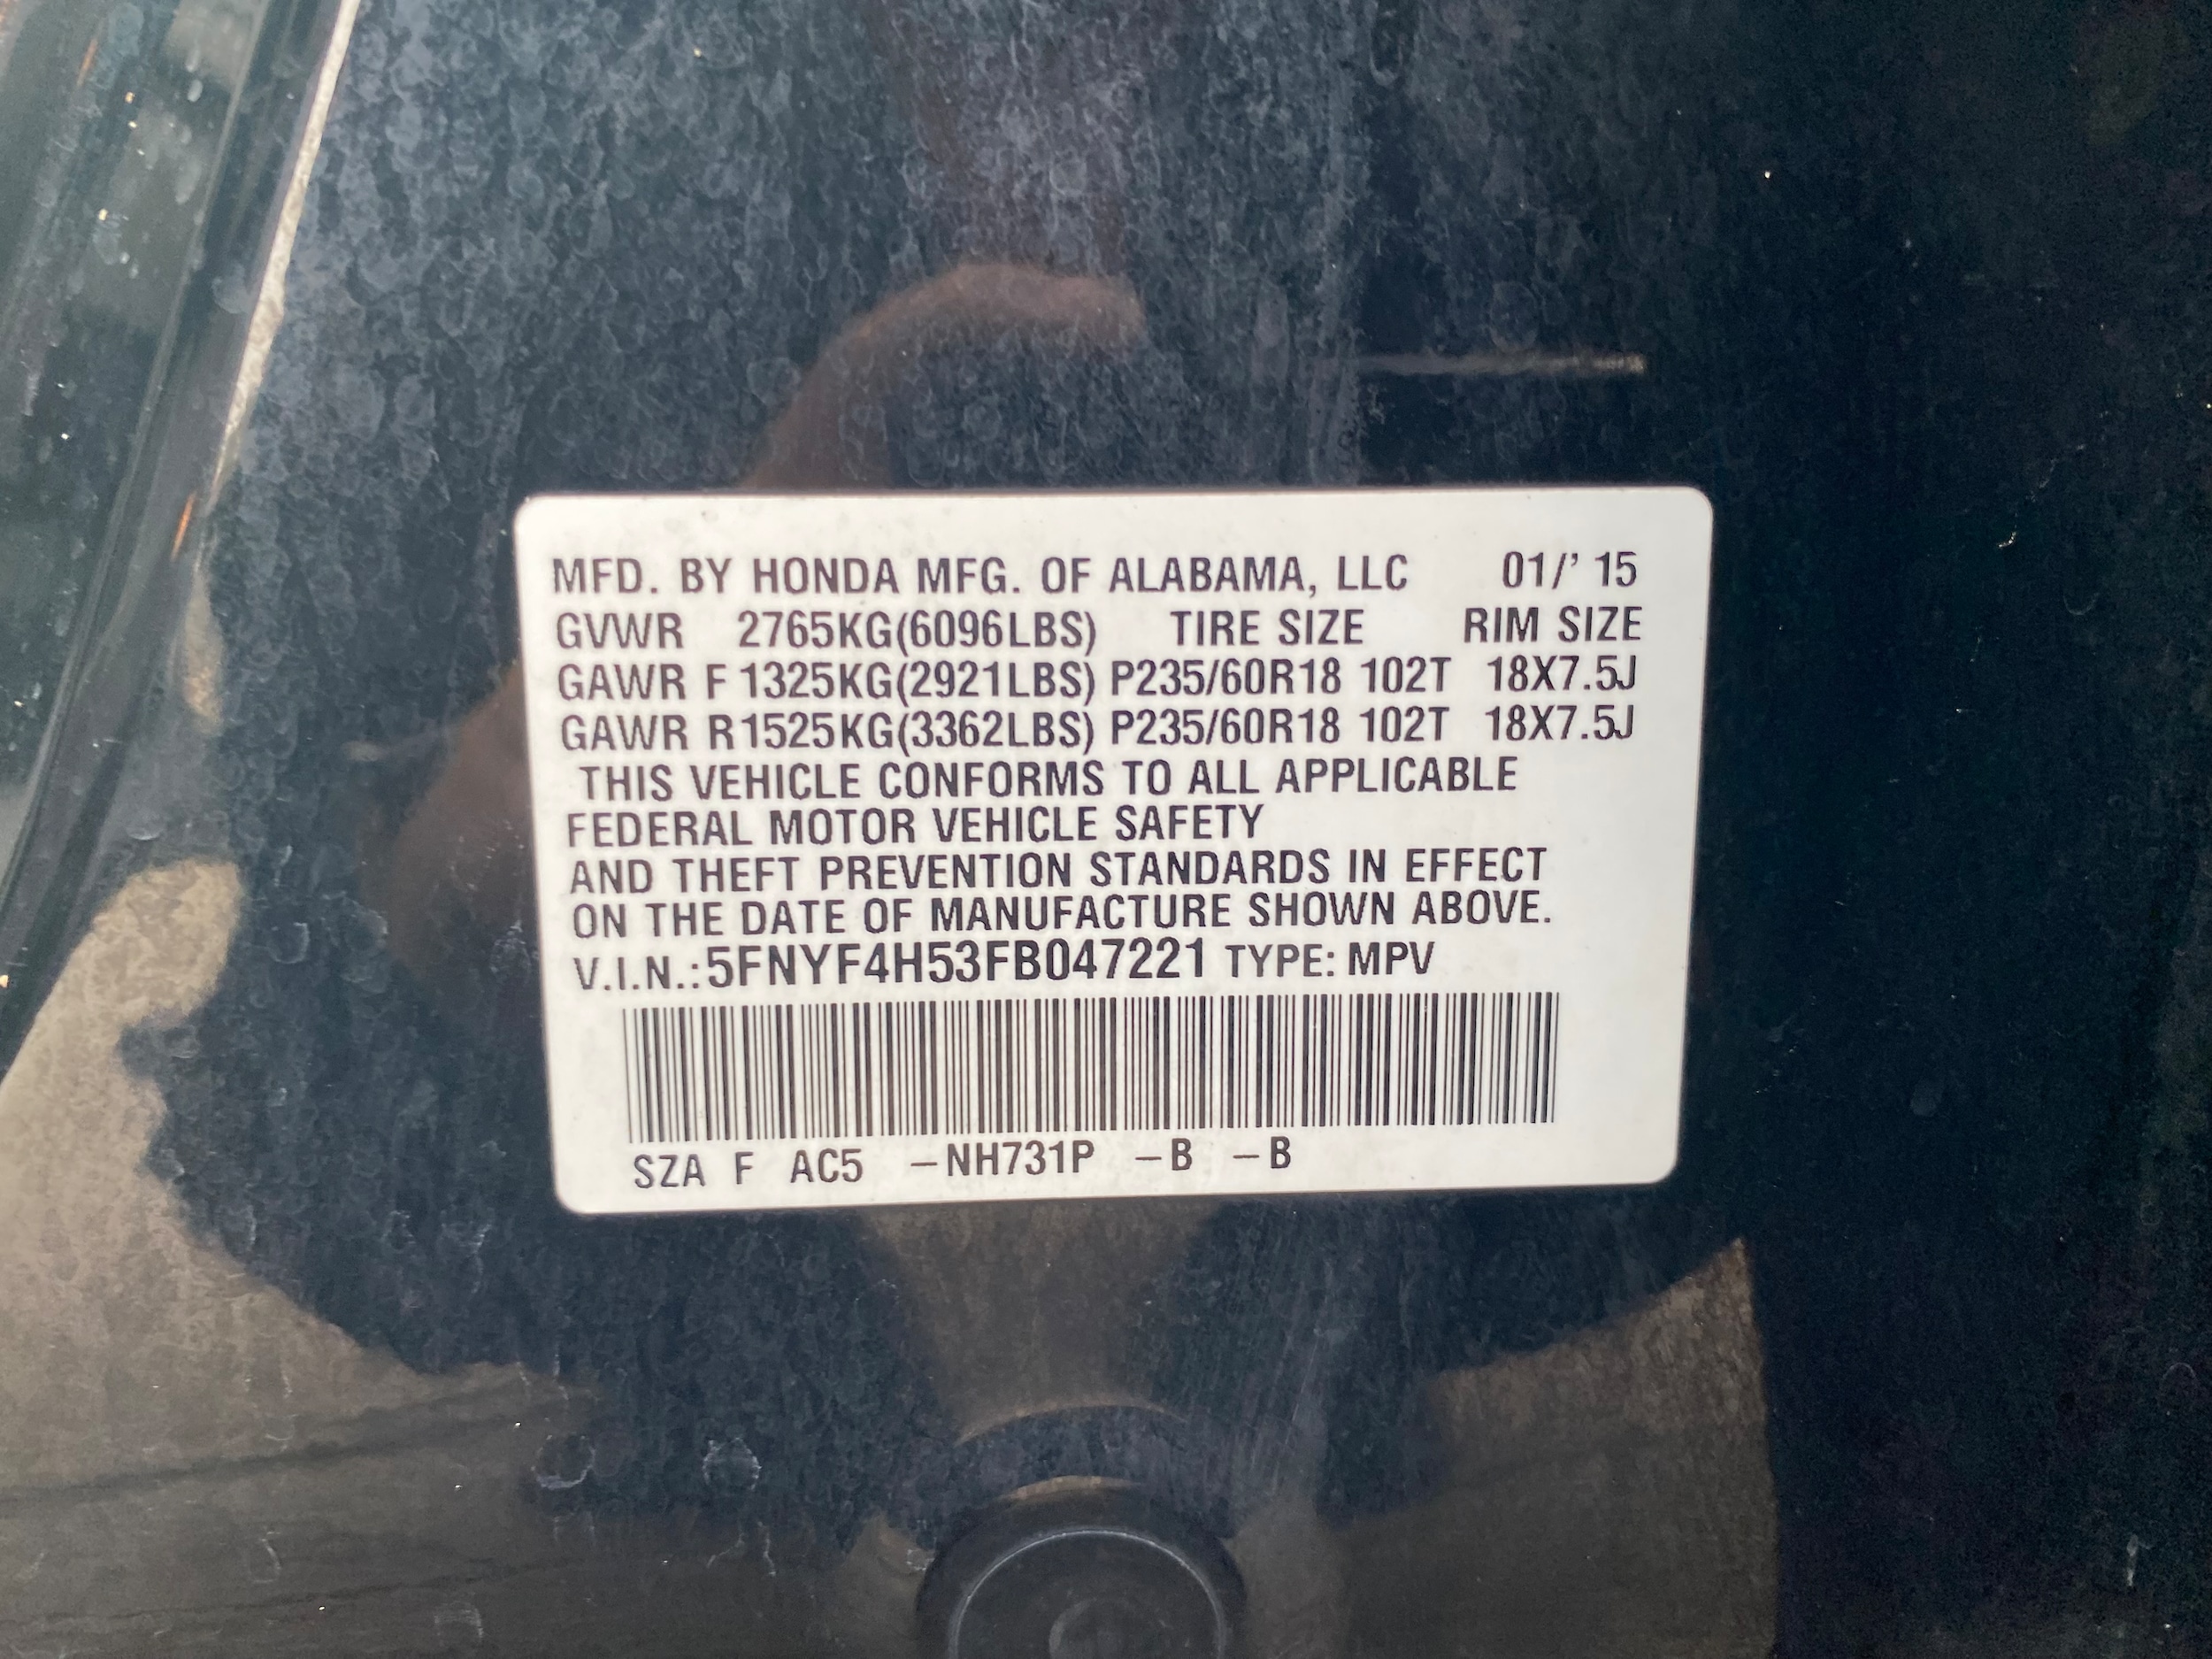 MFD. BY HONDA MFG. OF ALABAMA, LLC 01/' 15
GVWR 2765KG(6096LBS) TIRE SIZE RIM SIZE
GAWR F 1325KG(2921LBS) P235/60R18 102T 18X7.5J
GAWR R1525KG(3362LBS) P235/60R18 102T 18X7.5J
THIS VEHICLE CONFORMS TO ALL APPLICABLE
FEDERAL MOTOR VEHICLE SAFETY
AND THEFT PREVENTION STANDARDS IN EFFECT
ON THE DATE OF MANUFACTURE SHOWN ABOVE.
V.I.N.:5FNYF4H53FB047221 TYPE: MPV
SZA F AC5 –NH731P –B –B